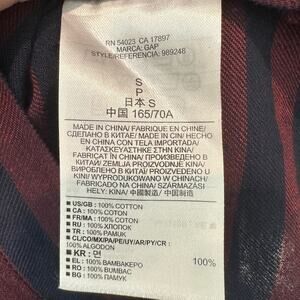 RN 54023 CA 17897
MARCA: GAP
STYLE/REFERENCIA: 989248
S
P
日本 S
中国 165/70A
MADE IN CHINA/ FABRIQUE EN CHINE/
СДЕЛАНО В КИТАЕ/ MADE IN/ HECHO EN
EN CHINA CON TELA IMPORTADA/
ΚΑΤΑΣΚΕΥΑΣΤΗΚΕ ΣΤΗΝ ΚΙΝΑ/
FABRICAT ÎN CHINA/ ПРОИЗВЕДЕНО В
КИТАЙ/ ZEMLJA PROIZVODNJE KINA/
ВИРОБЛЕНО В КИТАЇ/ PROIZVEDENO U
KINI/ WYPRODUKOWANO W CHINACH/
FABRICADO NA CHINA/ SZÁRMAZÁSI
HELY: KÍNA/ 中國製造/ 中国制造
US/GB : 100% COTTON
CA : 100% COTON
FR/MA : 100% COTON
RU : 100% ХЛОПОК
TR : 100% PAMUK
CL/CO/MX/PA/PE/UY/AR/PY/CR :
100% ALGODON
KR : 면 100%
EL : 100% ΒΑΜΒΑΚΕΡΟ
RO : 100% BUMBAC
BG : 100% ПАМУК